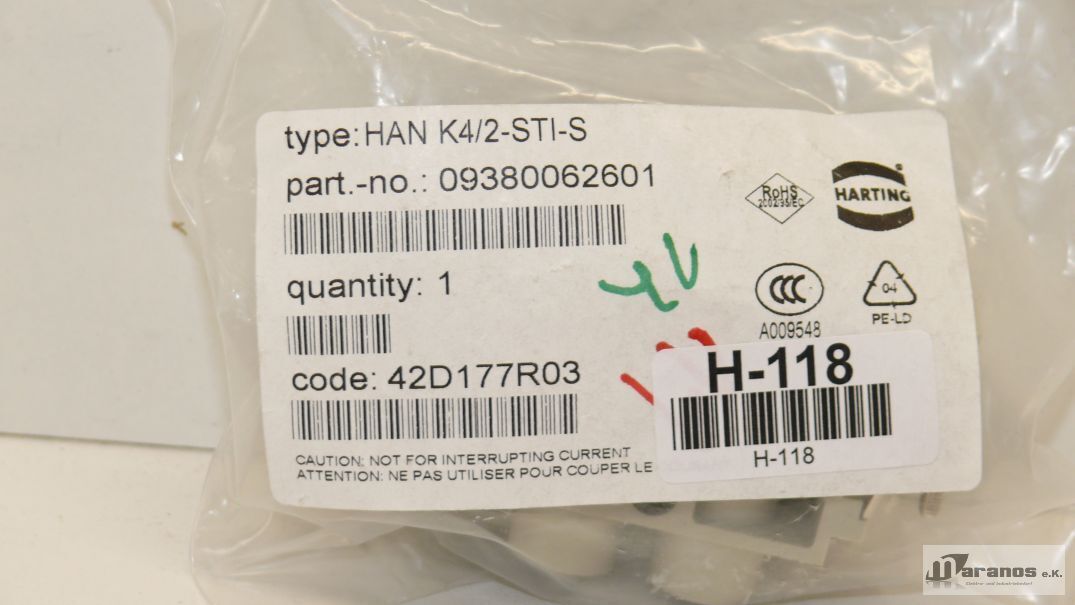 type: HAN K4/2-STI-S
part.-no.: 09380062601
RoHS
2002/95/EC
HARTING
quantity: 1
04
PE-LD
A009548
code: 42D177R03
H-118
H-118
CAUTION: NOT FOR INTERRUPTING CURRENT
ATTENTION: NE PAS UTILISER POUR COUPER LE
maranos e.K.